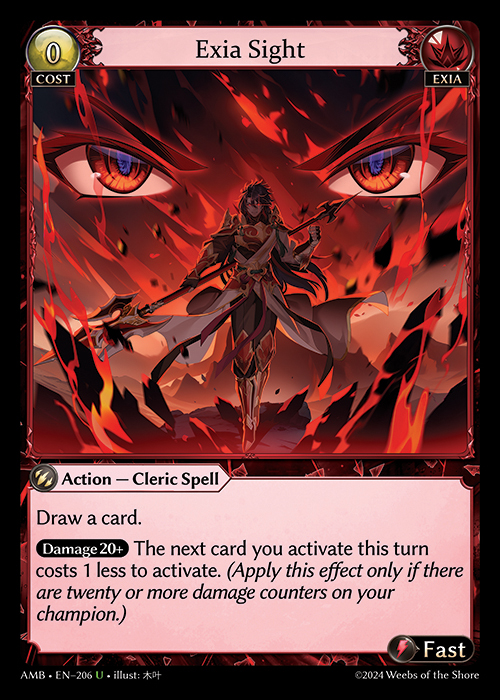 0
Exia Sight
COST
EXIA
Action — Cleric Spell
Draw a card.
Damage 20+ The next card you activate this turn
costs 1 less to activate. (Apply this effect only if there
are twenty or more damage counters on your
champion.)
Fast
AMB • EN–206 U • illust: 木叶
©2024 Weebs of the Shore